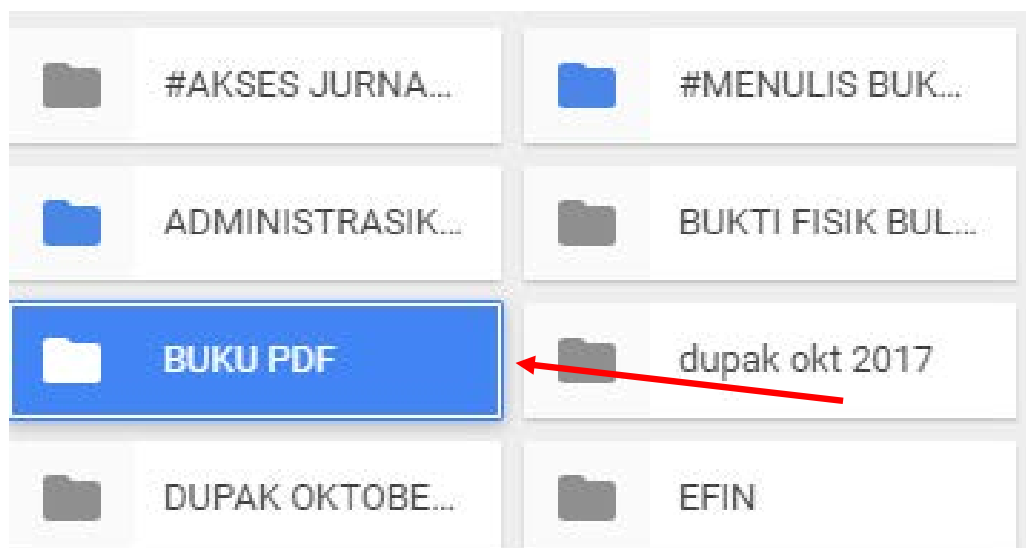 #AKSES JURNA...
#MENULIS BUK...
ADMINISTRASIK...
BUKTI FISIK BUL...
BUKU PDF
dupak okt 2017
DUPAK OKTOBE...
EFIN